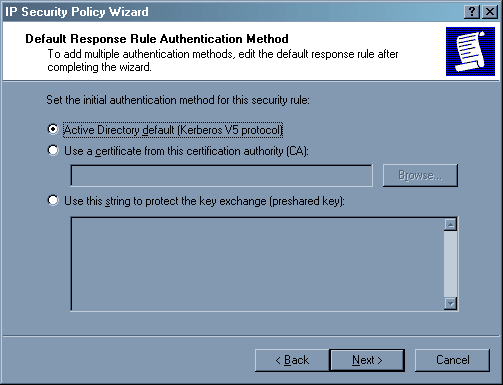 IP Security Policy Wizard
Default Response Rule Authentication Method
To add multiple authentication methods, edit the default response rule after
completing the wizard.
Set the initial authentication method for this security rule:
Active Directory default (Kerberos V5 protocol)
Use a certificate from this certification authority (CA):
Browse...
Use this string to protect the key exchange (preshared key):
< Back
Next >
Cancel